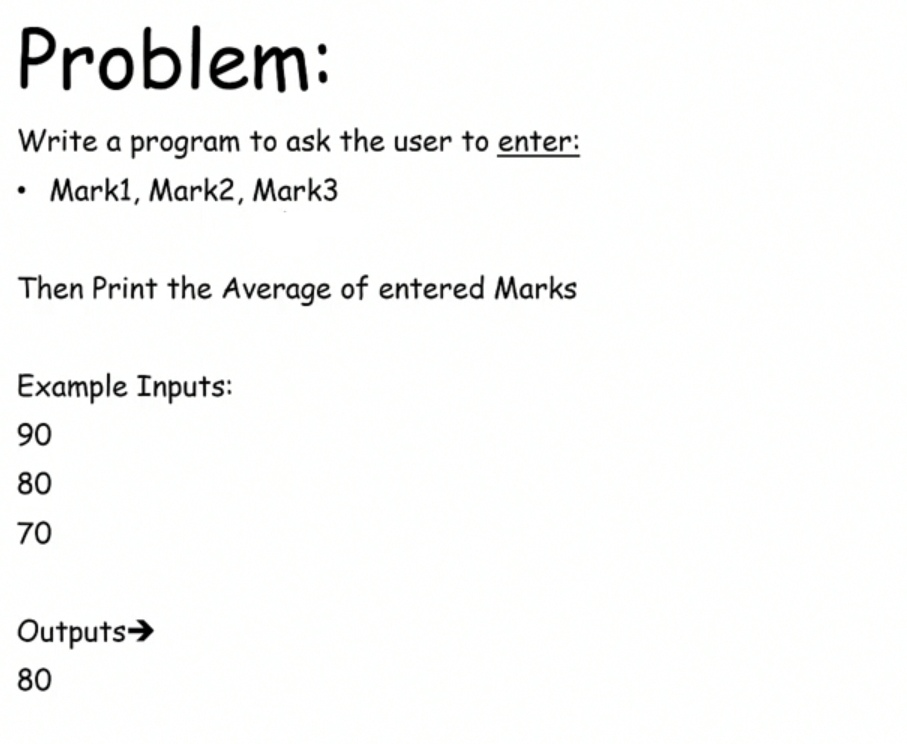 Problem:
Write a program to ask the user to enter:
• Mark1, Mark2, Mark3
Then Print the Average of entered Marks
Example Inputs:
90
80
70
Outputs➔
80